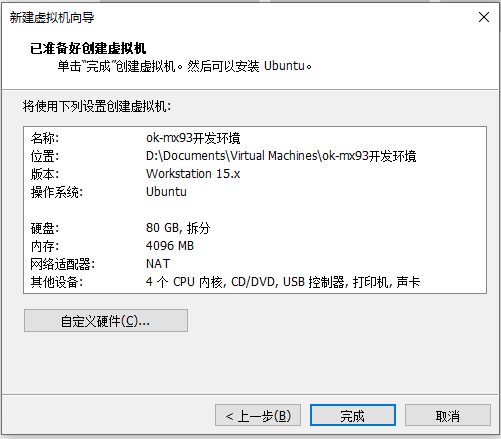 新建虚拟机向导
已准备好创建虚拟机
单击“完成”创建虚拟机。然后可以安装 Ubuntu。
将使用下列设置创建虚拟机:
名称: ok-mx93开发环境
位置: D:\Documents\Virtual Machines\ok-mx93开发环境
版本: Workstation 15.x
操作系统: Ubuntu
硬盘: 80 GB, 拆分
内存: 4096 MB
网络适配器: NAT
其他设备: 4 个 CPU 内核, CD/DVD, USB 控制器, 打印机, 声卡
自定义硬件(C)...
< 上一步(B) 完成 取消